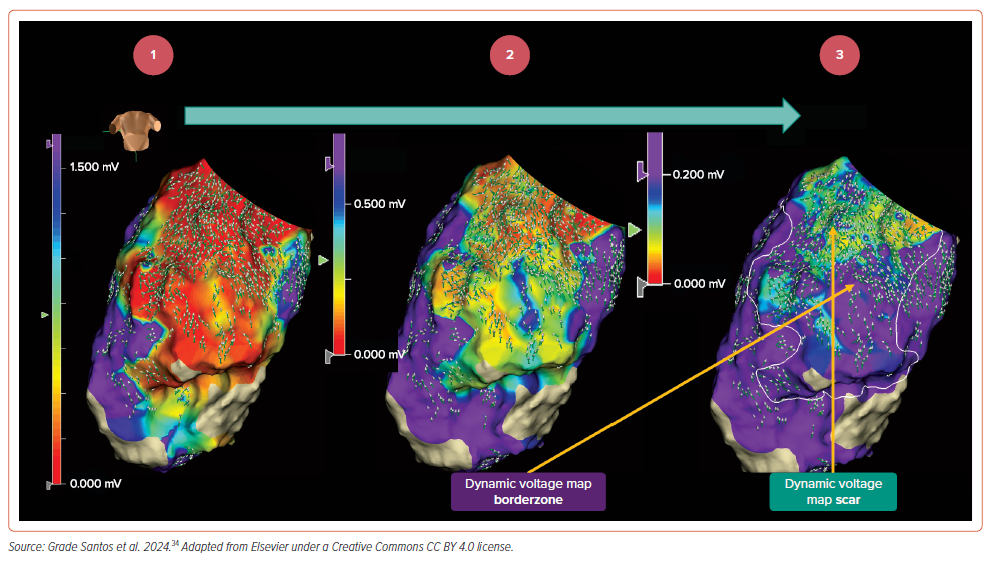 1
2
3
1.500 mV
0.000 mV
0.500 mV
0.000 mV
0.200 mV
0.000 mV
Dynamic voltage map
borderzone
Dynamic voltage
map scar
Source: Grade Santos et al. 2024.34 Adapted from Elsevier under a Creative Commons CC BY 4.0 license.